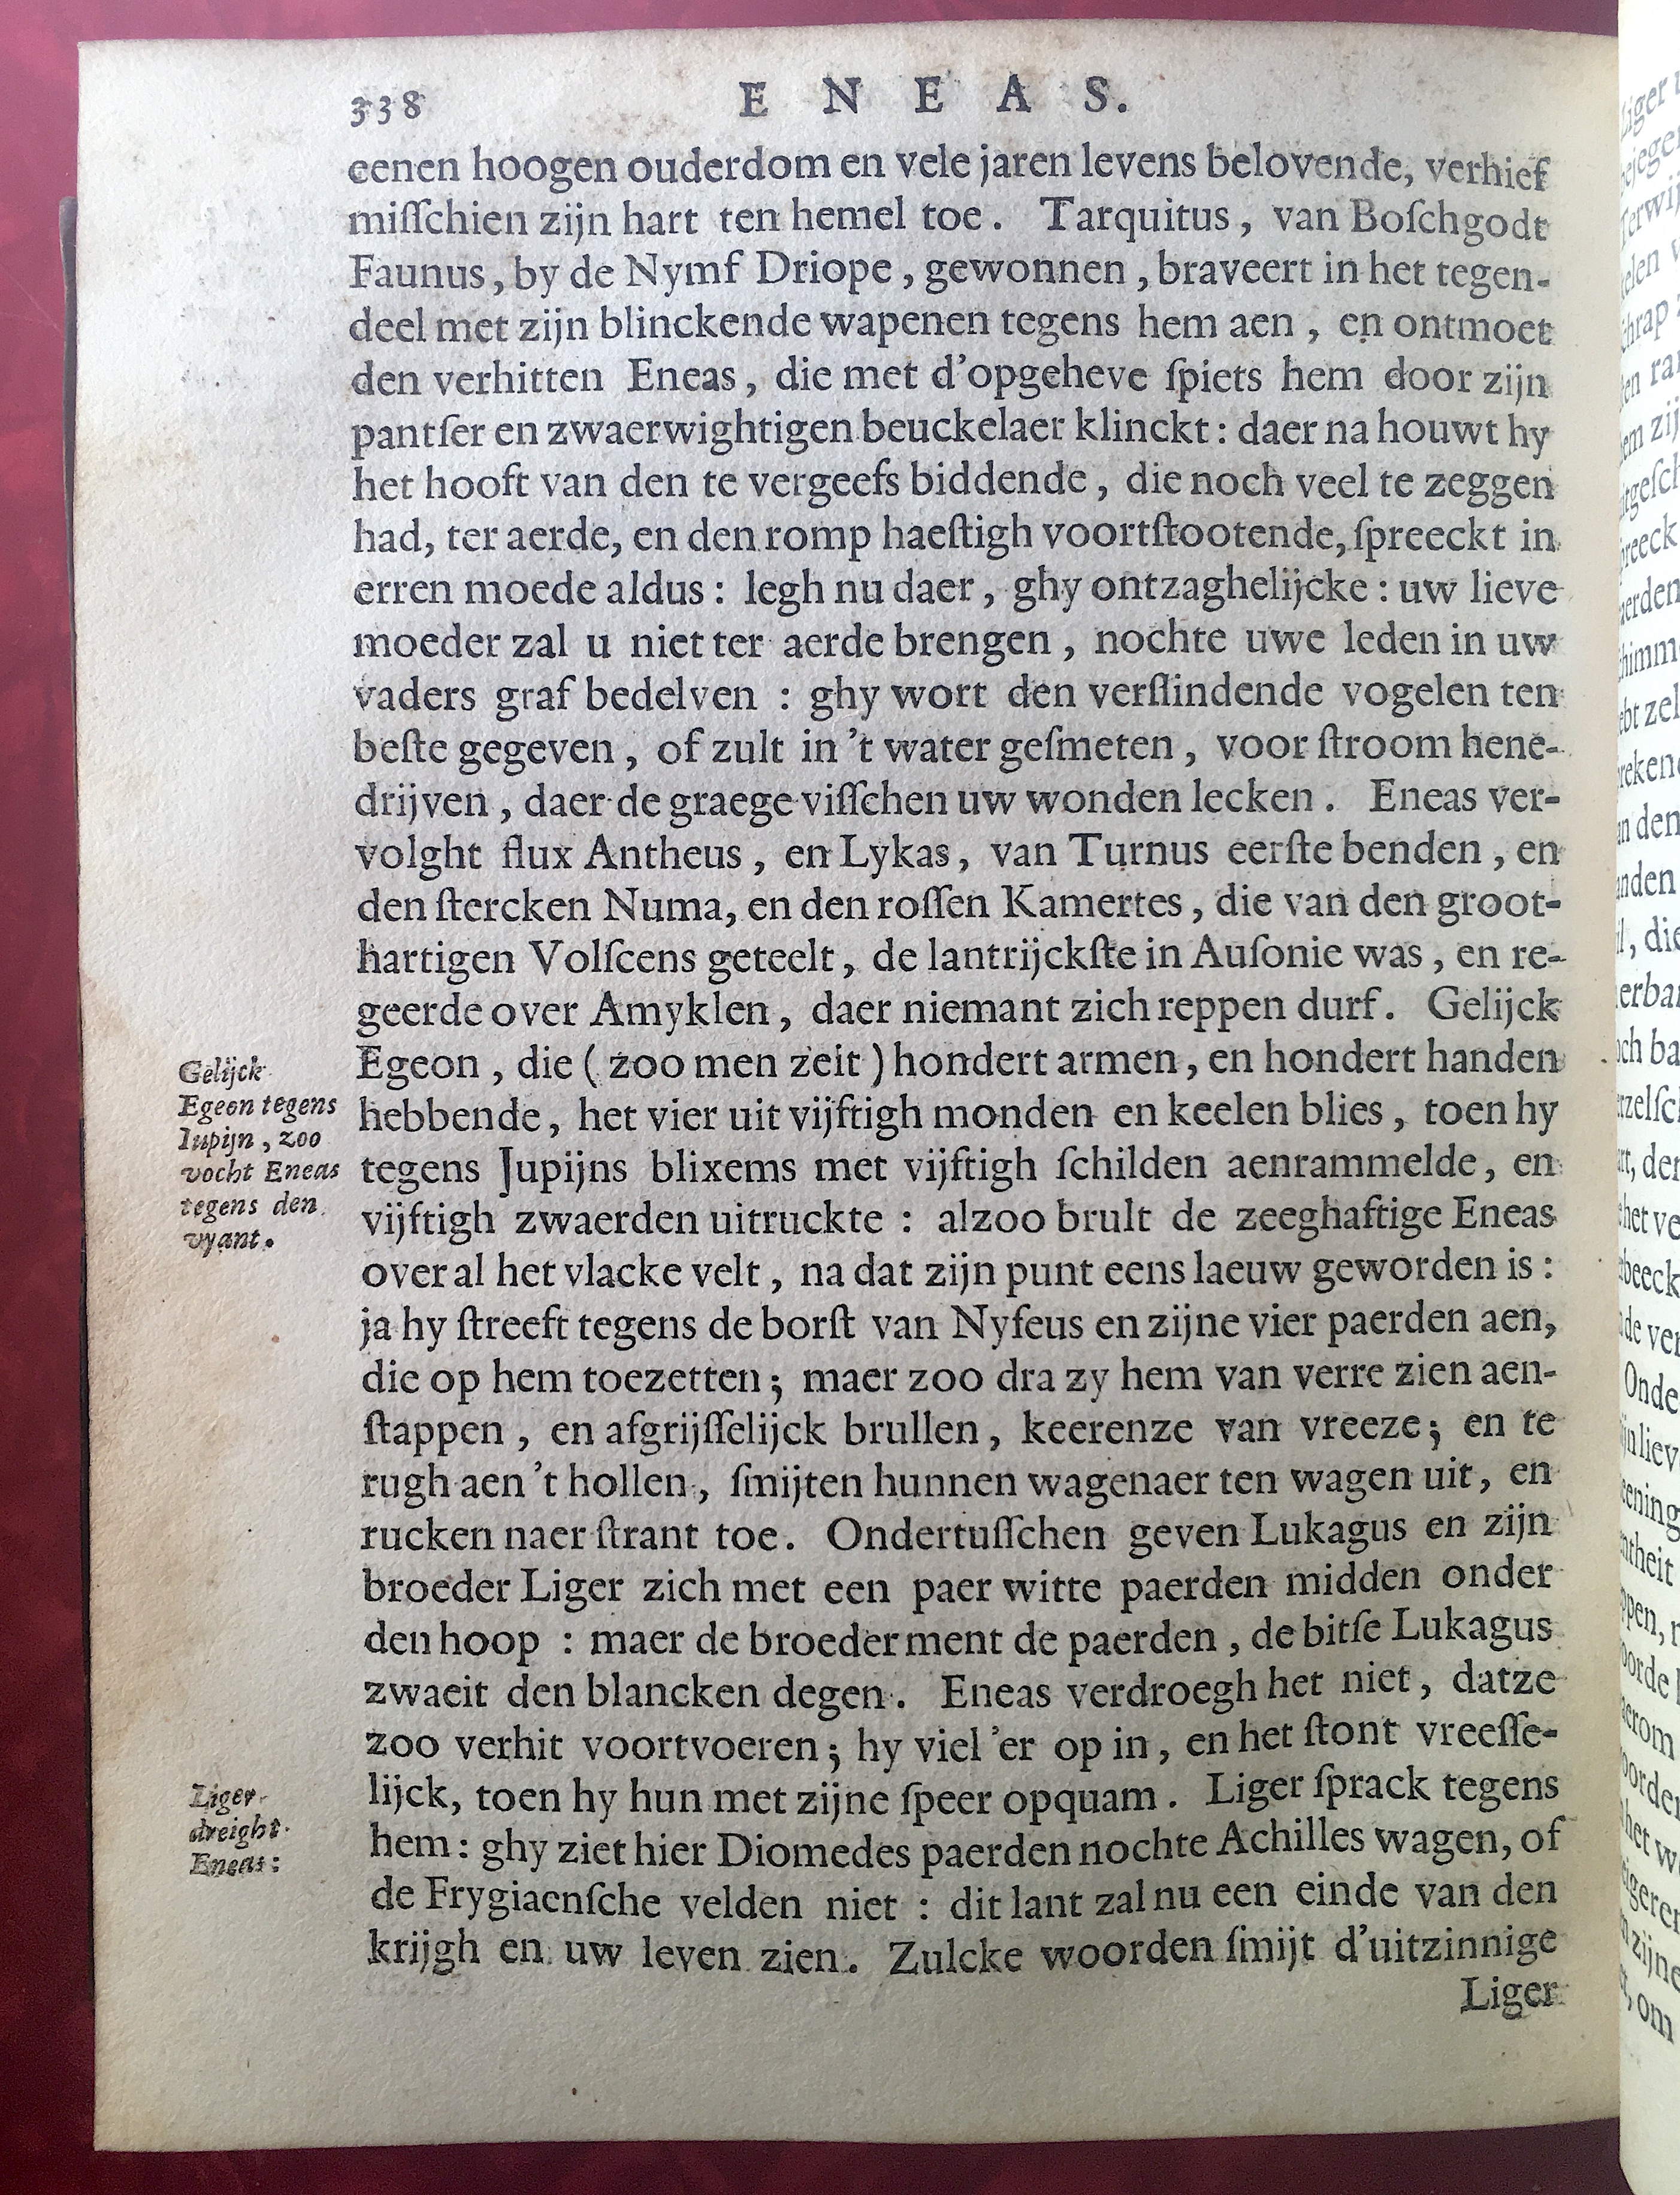 338 ENEAS.
eenen hoogen ouderdom en vele jaren levens belovende, verhief
miſſchien zijn hart ten hemel toe. Tarquitus, van Boſchgodt
Faunus, by de Nymf Driope, gewonnen, braveert in het tegen-
deel met zijn blinckende wapenen tegens hem aen, en ontmoet
den verhitten Eneas, die met d'opgeheve ſpiets hem door zijn
pantſer en zwaerwightigen beuckelaer klinckt: daer na houwt hy
het hooft van den te vergeefs biddende, die noch veel te zeggen
had, ter aerde, en den romp haeſtigh voortſtootende, ſpreeckt in
erren moede aldus: legh nu daer, ghy ontzaghelijcke: uw lieve
moeder zal u niet ter aerde brengen, nochte uwe leden in uw
vaders graf bedelven: ghy wort den verſlindende vogelen ten
beſte gegeven, of zult in 't water geſmeten, voor ſtroom hene-
drijven, daer de graege viſſchen uw wonden lecken. Eneas ver-
volght flux Antheus, en Lykas, van Turnus eerſte benden, en
den ſtercken Numa, en den roſſen Kamertes, die van den groot-
hartigen Volſcens geteelt, de lantrijckſte in Auſonie was, en re-
geerde over Amyklen, daer niemant zich reppen durf. Gelijck
Egeon, die (zoo men zeit) hondert armen, en hondert handen
hebbende, het vier uit vijftigh monden en keelen blies, toen hy
tegens Jupijns blixems met vijftigh ſchilden aenrammelde, en
vijftigh zwaerden uitruckte: alzoo brult de zeeghaftige Eneas
over al het vlacke velt, na dat zijn punt eens laeuw geworden is:
ja hy ſtreeft tegens de borſt van Nyfeus en zijne vier paerden aen,
die op hem toezetten; maer zoo dra zy hem van verre zien aen-
ſtappen, en afgrijſſelijck brullen, keerenze van vreeze; en te
rugh aen 't hollen, ſmijten hunnen wagenaer ten wagen uit, en
rucken naer ſtrant toe. Ondertuſſchen geven Lukagus en zijn
broeder Liger zich met een paer witte paerden midden onder
den hoop: maer de broeder ment de paerden, de bitſe Lukagus
zwaeit den blancken degen. Eneas verdroegh het niet, datze
zoo verhit voortvoeren; hy viel 'er op in, en het ſtont vreeſſe-
lijck, toen hy hun met zijne ſpeer opquam. Liger ſprack tegens
hem: ghy ziet hier Diomedes paerden nochte Achilles wagen, of
de Frygiaenſche velden niet: dit lant zal nu een einde van den
krijgh en uw leven zien. Zulcke woorden ſmijt d'uitzinnige
Liger
Gelijck
Egeon tegens
Iupijn, zoo
vocht Eneas
tegens den
vyant.
Liger
dreight
Eneas: